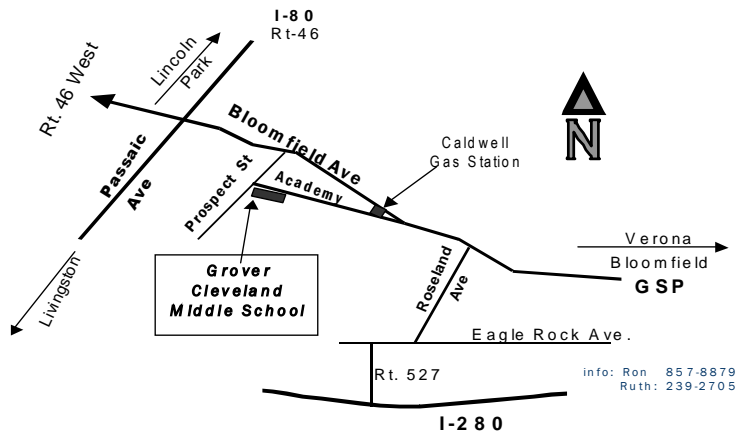 I-80
Rt-46
Lincoln
Park
Rt. 46 West
Bloomfield Ave
Caldwell
Gas Station
N
Passaic
Ave
Prospect St
Academy
Grover
Cleveland
Middle School
Roseland
Ave
Verona
Bloomfield
GSP
Livingston
Eagle Rock Ave.
Rt. 527
info: Ron 857-8879
Ruth: 239-2705
I-280